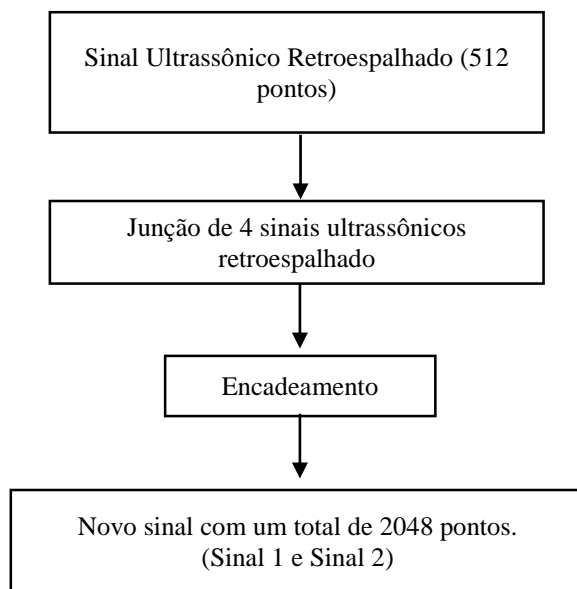 Sinal Ultrassônico Retroespalhado (512
pontos)
Junção de 4 sinais ultrassônicos
retroespalhado
Encadeamento
Novo sinal com um total de 2048 pontos.
(Sinal 1 e Sinal 2)